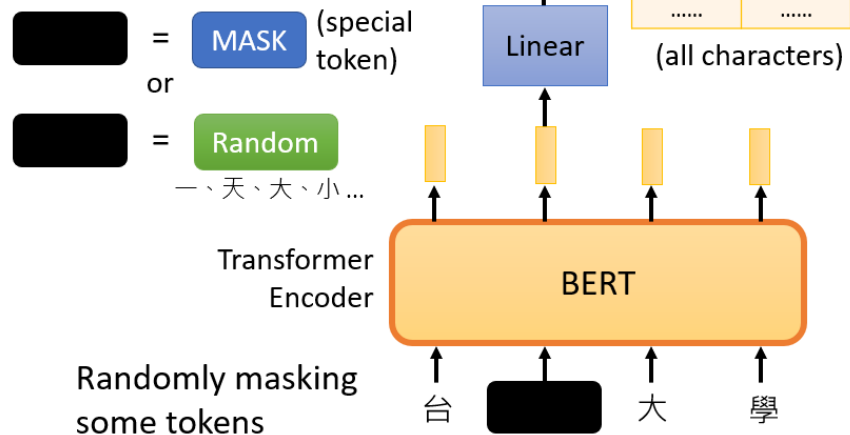 = MASK (special
token)
or
= Random
一、天、大、小 ...
Linear
...... ......
(all characters)
Transformer
Encoder
BERT
Randomly masking
some tokens
台 大 學